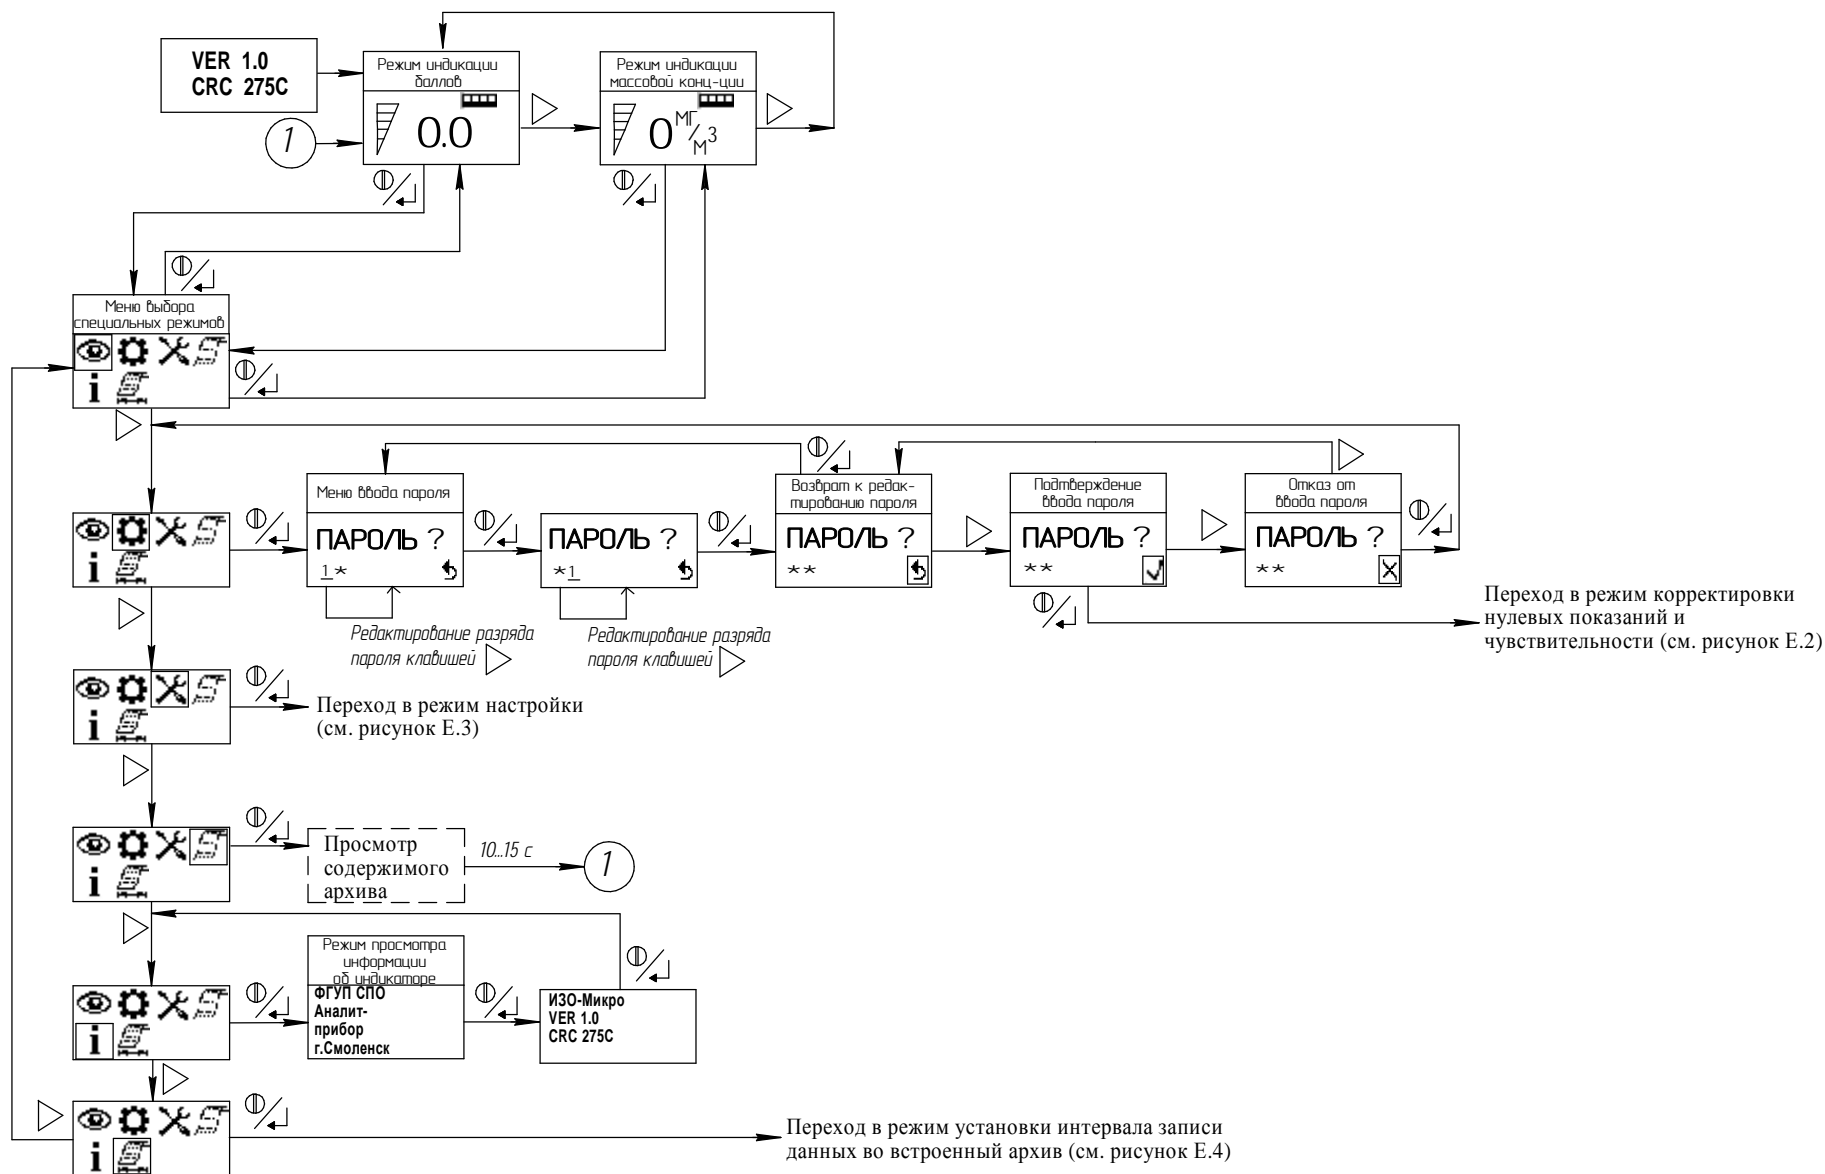 VER 1.0
CRC 275C
1
Режим индикации
баллов
0.0
Режим индикации
массовой конц-ции
0 МГ/М3
Меню выбора
специальных режимов
i
i
Меню ввода пароля
ПАРОЛЬ ?
1*
Редактирование разряда
пароля клавишей
ПАРОЛЬ ?
*1
Редактирование разряда
пароля клавишей
Возврат к редак-
тированию пароля
ПАРОЛЬ ?
**
Подтверждение
ввода пароля
ПАРОЛЬ ?
**
Отказ от
ввода пароля
ПАРОЛЬ ?
**
Переход в режим корректировки
нулевых показаний и
чувствительности (см. рисунок Е.2)
i
Переход в режим настройки
(см. рисунок Е.3)
i
Просмотр
содержимого
архива
10...15 с
1
i
Режим просмотра
информации
об индикаторе
ФГУП СПО
Аналит-
прибор
г.Смоленск
ИЗО-Микро
VER 1.0
CRC 275C
i
Переход в режим установки интервала записи
данных во встроенный архив (см. рисунок Е.4)